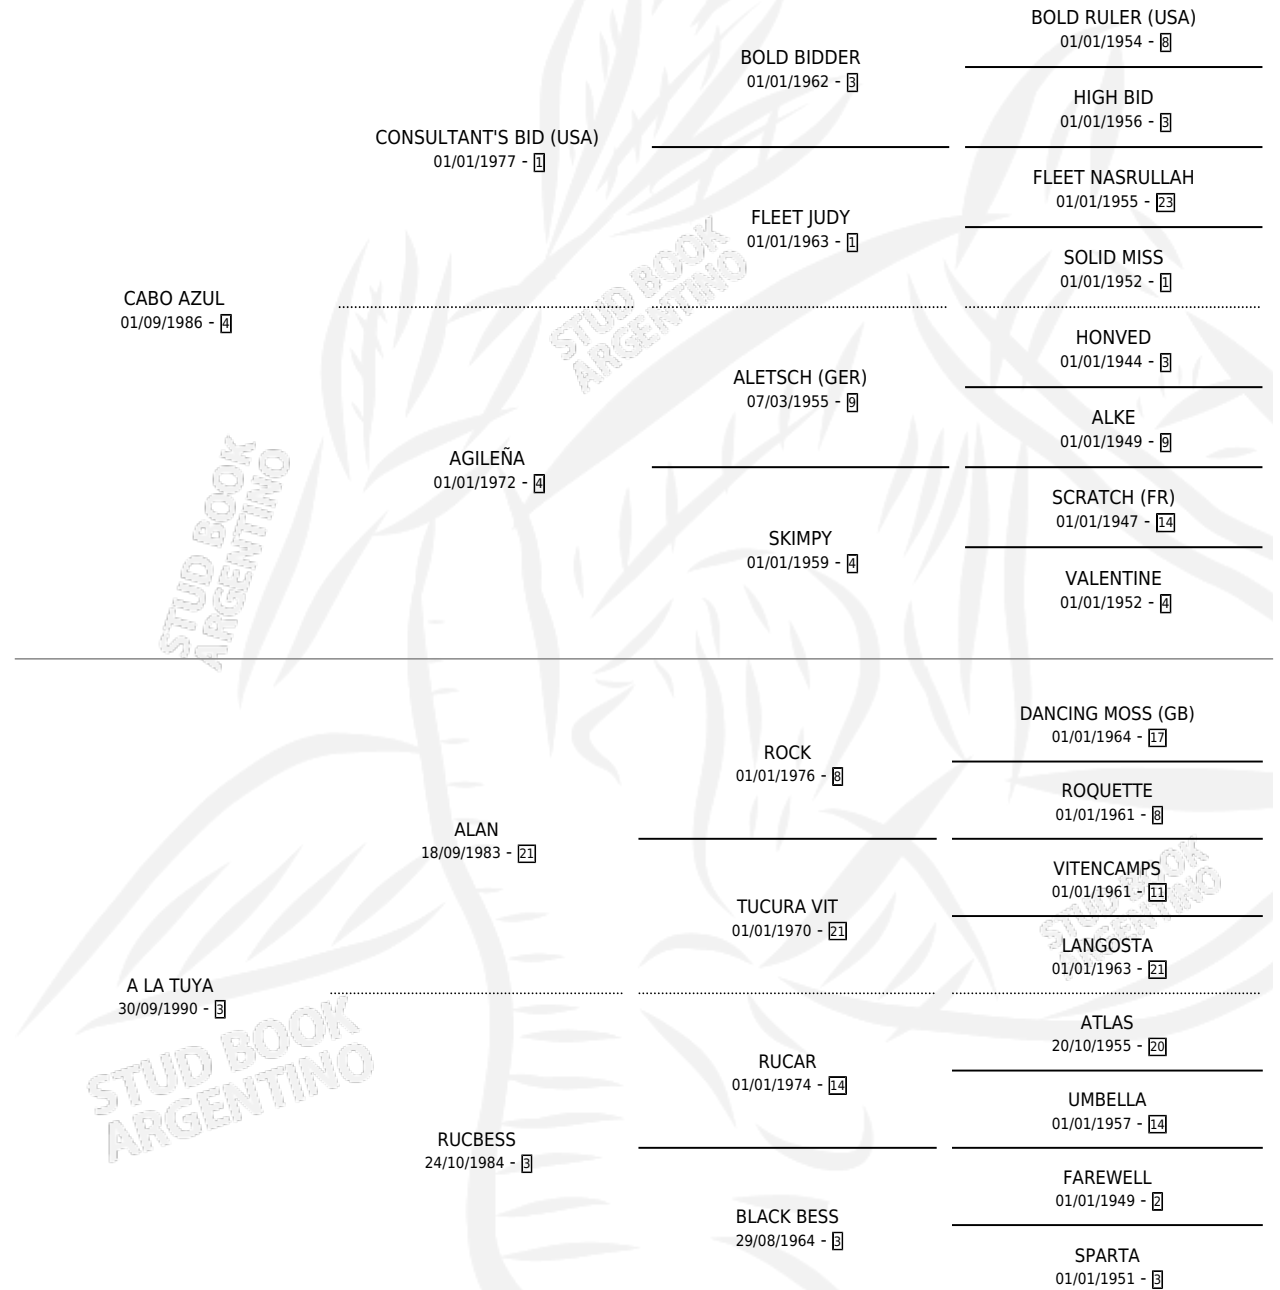 BOLD RULER (USA)
01/01/1954 - 8
BOLD BIDDER
01/01/1962 - 3
HIGH BID
01/01/1956 - 3
CONSULTANT'S BID (USA)
01/01/1977 - 1
FLEET NASRULLAH
01/01/1955 - 23
FLEET JUDY
01/01/1963 - 1
SOLID MISS
01/01/1952 - 1
CABO AZUL
01/09/1986 - 4
HONVED
01/01/1944 - 3
ALETSCH (GER)
07/03/1955 - 9
ALKE
01/01/1949 - 9
AGILEÑA
01/01/1972 - 4
SCRATCH (FR)
01/01/1947 - 14
SKIMPY
01/01/1959 - 4
VALENTINE
01/01/1952 - 4
DANCING MOSS (GB)
01/01/1964 - 17
ROCK
01/01/1976 - 8
ROQUETTE
01/01/1961 - 8
ALAN
18/09/1983 - 21
VITENCAMPS
01/01/1961 - 11
TUCURA VIT
01/01/1970 - 21
LANGOSTA
01/01/1963 - 21
A LA TUYA
30/09/1990 - 3
ATLAS
20/10/1955 - 20
RUCAR
01/01/1974 - 14
UMBELLA
01/01/1957 - 14
RUCBESS
24/10/1984 - 3
FAREWELL
01/01/1949 - 2
BLACK BESS
29/08/1964 - 3
SPARTA
01/01/1951 - 3
STUD BOOK
ARGENTINO
STUD BOOK
ARGENTINO
STUD BOOK
ARGENTINO
STUD BOOK
ARGENTINO